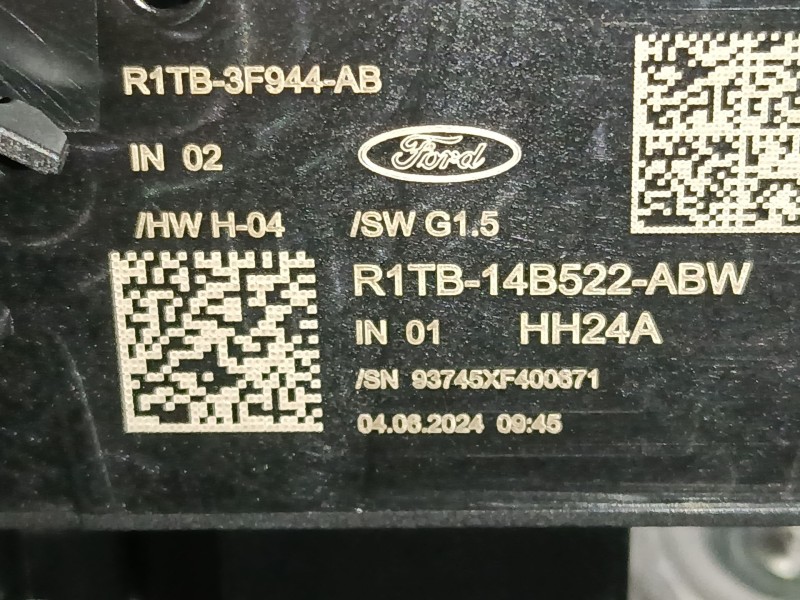 R1TB-3F944-AB
IN 02 Ford
/HW H-04 /SW G1.5
R1TB-14B522-ABW
IN 01 HH24A
/SN 93745XF400671
04.06.2024 09:45